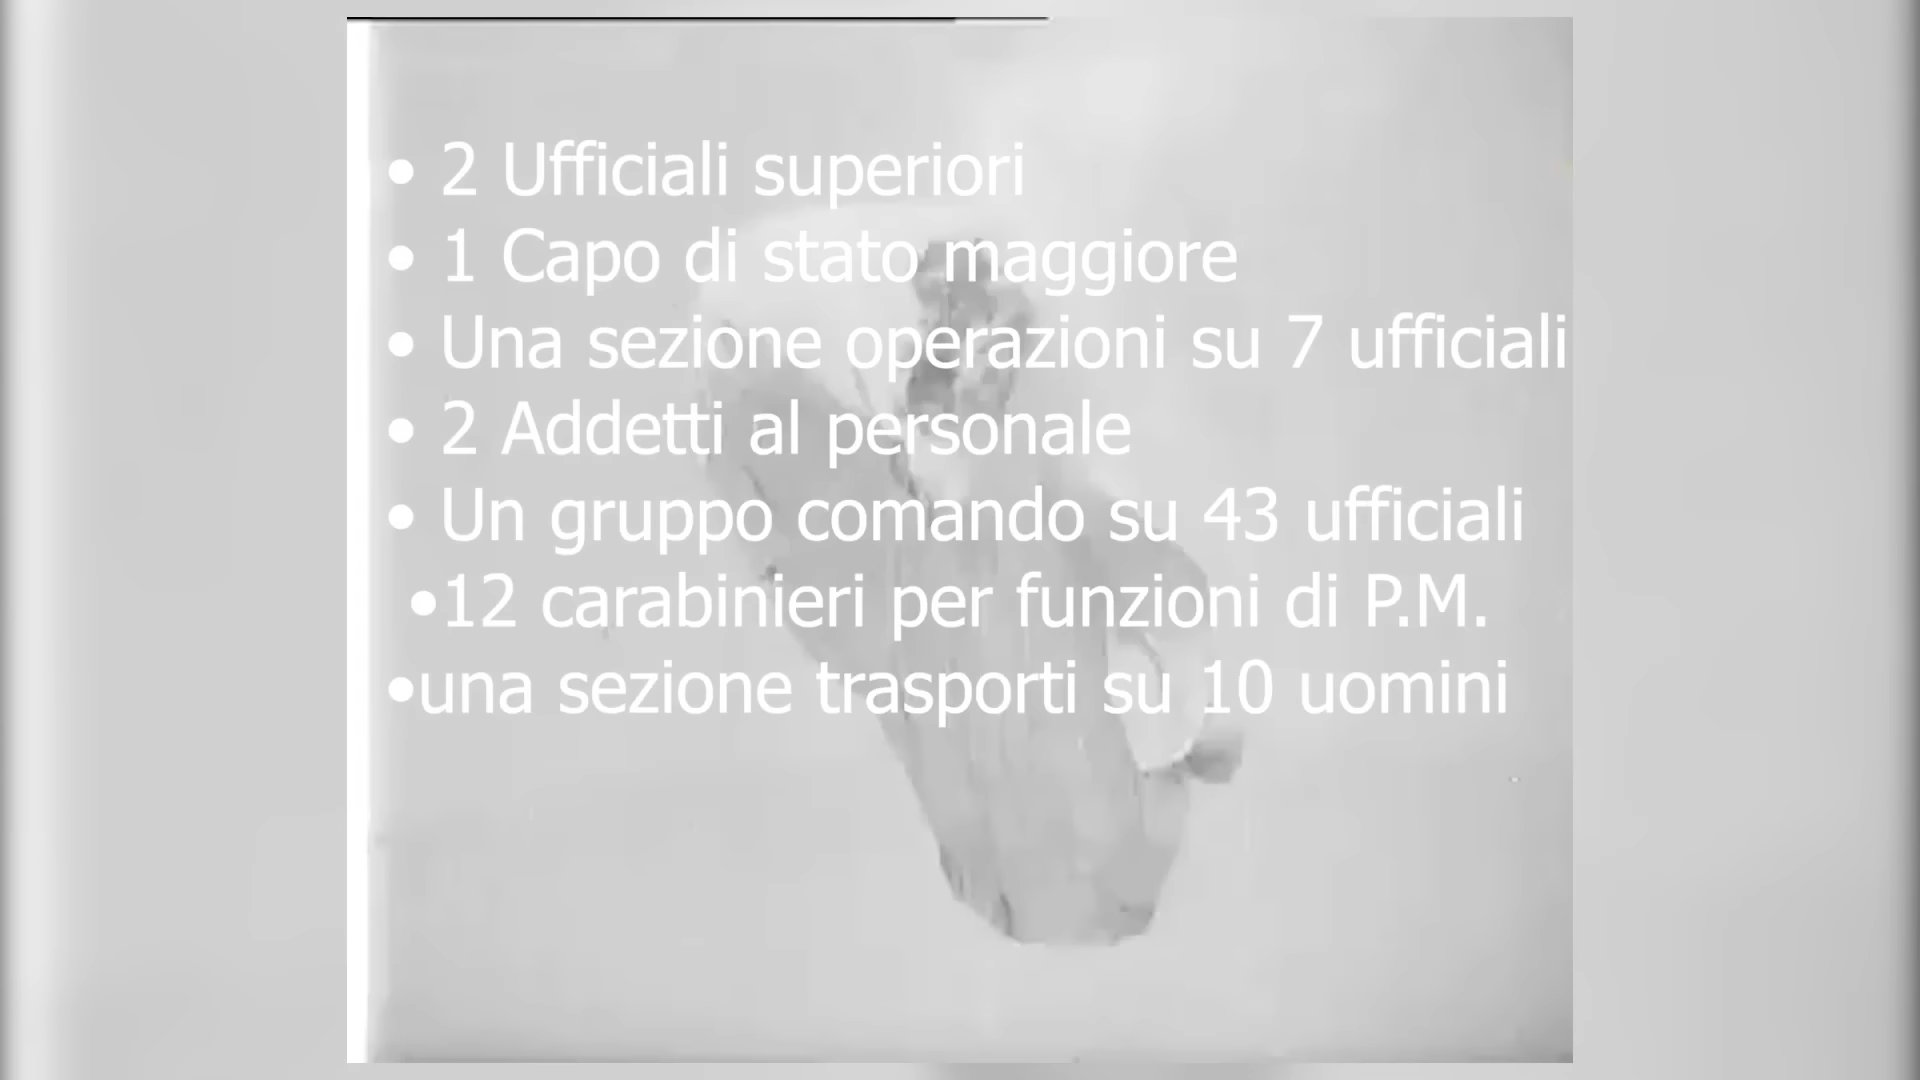 • 2 Ufficiali superiori
• 1 Capo di stato maggiore
• Una sezione operazioni su 7 ufficiali
• 2 Addetti al personale
• Un gruppo comando su 43 ufficiali
•12 carabinieri per funzioni di P.M.
•una sezione trasporti su 10 uomini